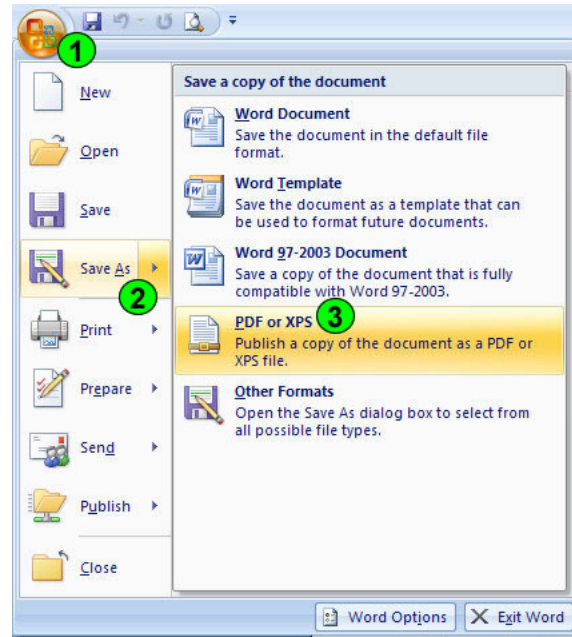 1
New
Open
Save
Save As
2
Print
Prepare
Send
Publish
Close
Save a copy of the document
Word Document
Save the document in the default file
format.
Word Template
Save the document as a template that can
be used to format future documents.
Word 97-2003 Document
Save a copy of the document that is fully
compatible with Word 97-2003.
PDF or XPS 3
Publish a copy of the document as a PDF or
XPS file.
Other Formats
Open the Save As dialog box to select from
all possible file types.
Word Options
Exit Word